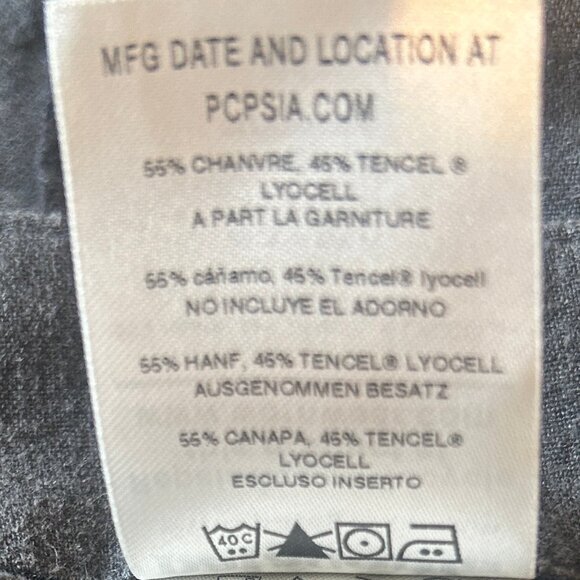 MFG DATE AND LOCATION AT
PCPSIA.COM
55% CHANVRE, 45% TENCEL ®
LYOCELL
A PART LA GARNITURE
55% cáñamo, 45% Tencel® lyocell
NO INCLUYE EL ADORNO
55% HANF, 45% TENCEL® LYOCELL
AUSGENOMMEN BESATZ
55% CANAPA, 45% TENCEL®
LYOCELL
ESCLUSO INSERTO
40C